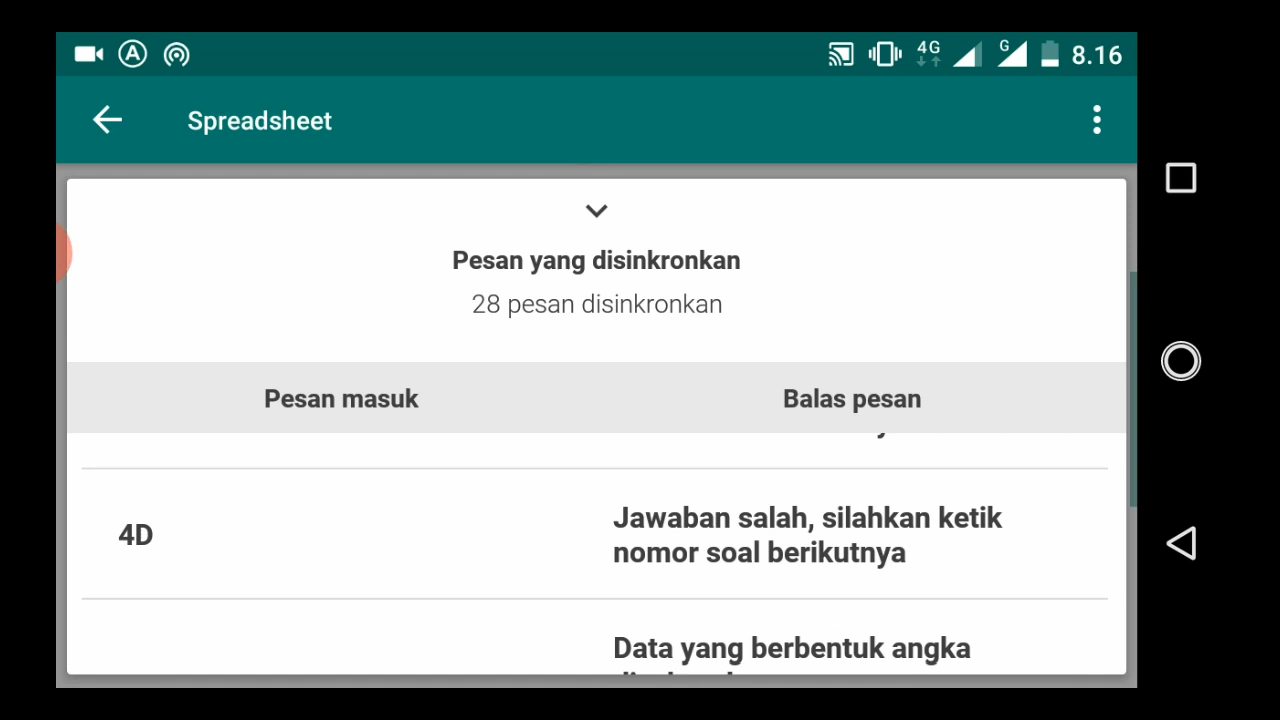 A
4G
G
8.16
Spreadsheet
Pesan yang disinkronkan
28 pesan disinkronkan
Pesan masuk
Balas pesan
4D
Jawaban salah, silahkan ketik
nomor soal berikutnya
Data yang berbentuk angka